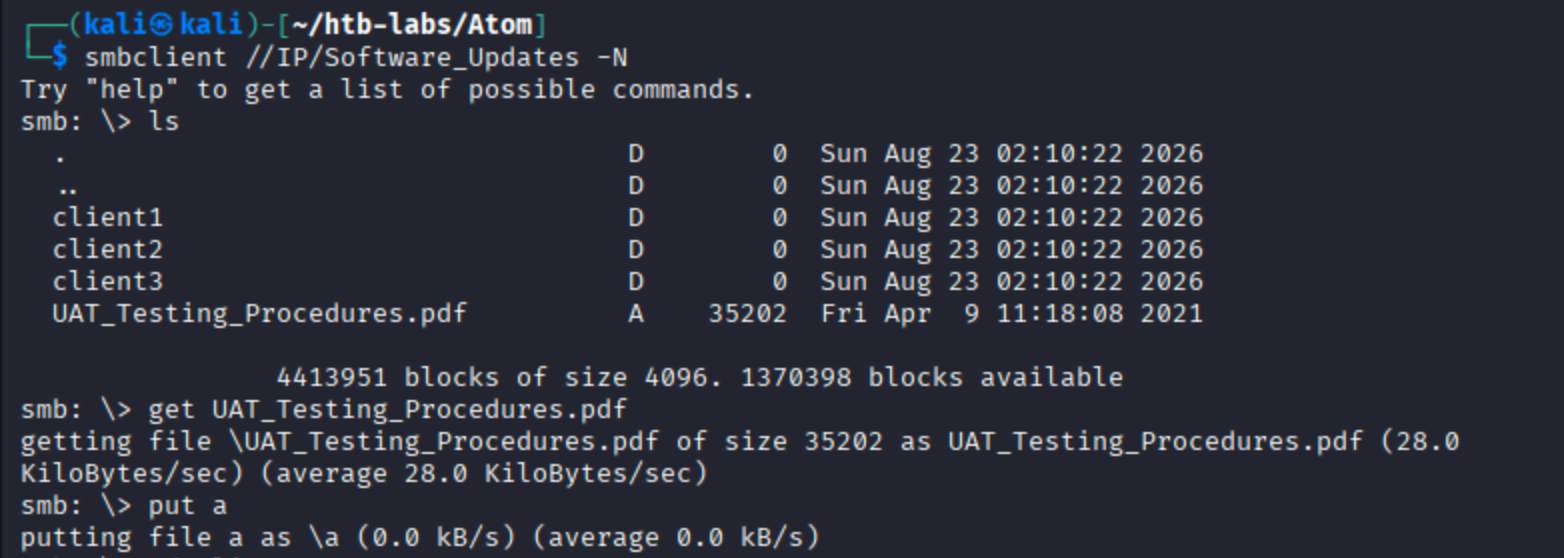 ┌──(kali㉿kali)-[~/htb-labs/Atom]
└─$ smbclient //IP/Software_Updates -N
Try "help" to get a list of possible commands.
smb: \> ls
  .                                   D        0  Sun Aug 23 02:10:22 2026
  ..                                  D        0  Sun Aug 23 02:10:22 2026
  client1                             D        0  Sun Aug 23 02:10:22 2026
  client2                             D        0  Sun Aug 23 02:10:22 2026
  client3                             D        0  Sun Aug 23 02:10:22 2026
  UAT_Testing_Procedures.pdf          A    35202  Fri Apr  9 11:18:08 2021
                4413951 blocks of size 4096. 1370398 blocks available
smb: \> get UAT_Testing_Procedures.pdf
getting file \UAT_Testing_Procedures.pdf of size 35202 as UAT_Testing_Procedures.pdf (28.0
KiloBytes/sec) (average 28.0 KiloBytes/sec)
smb: \> put a
putting file a as \a (0.0 kB/s) (average 0.0 kB/s)